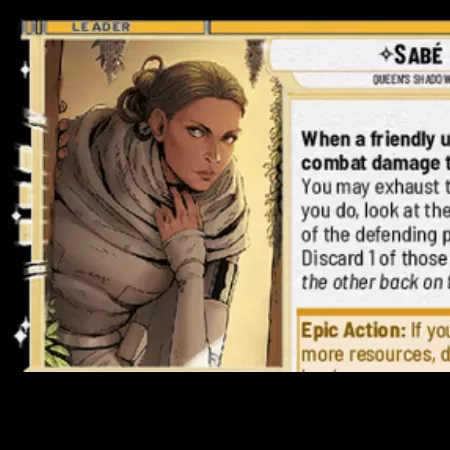 LEADER
SABÉ
QUEEN'S SHADOW
When a friendly u
combat damage t
You may exhaust t
you do, look at the
of the defending p
Discard 1 of those
the other back on t
Epic Action: If you
more resources, d